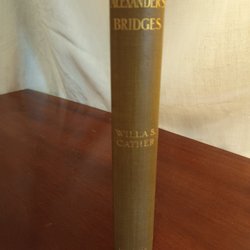 ALEXANDER'S
BRIDGES
WILLA S.
CATHER